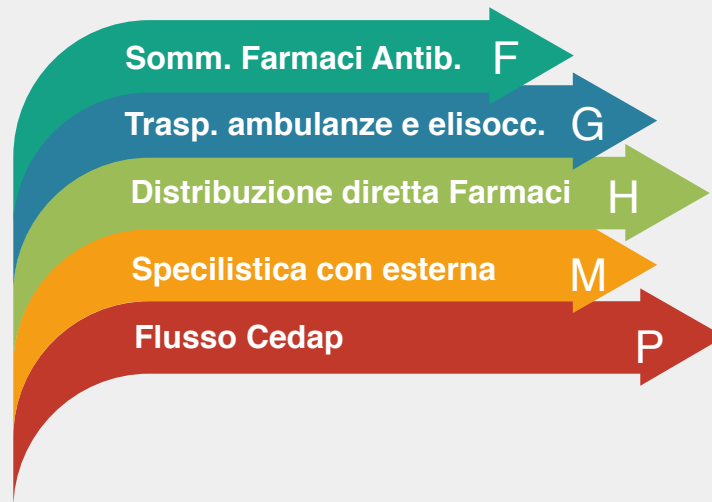 Somm. Farmaci Antib. F
Trasp. ambulanze e elisocc. G
Distribuzione diretta Farmaci H
Specilistica con esterna M
Flusso Cedap P